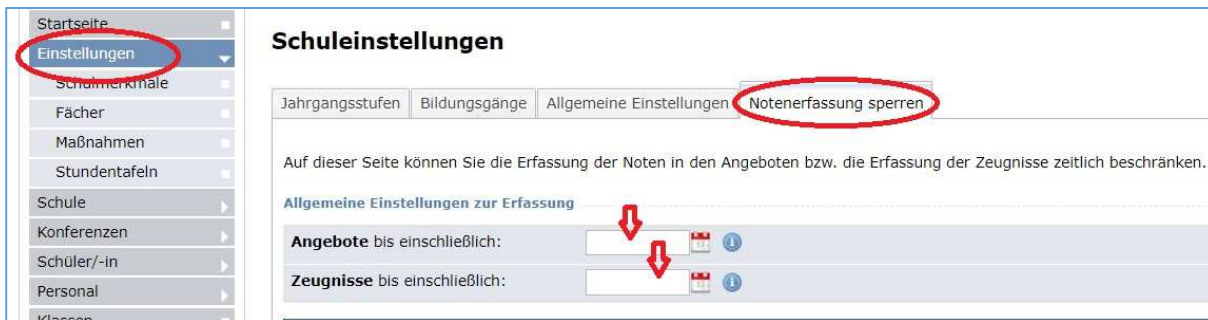 Startseite
Einstellungen
Schulmerkmale
Fächer
Maßnahmen
Stundentafeln
Schule
Konferenzen
Schüler/-in
Personal
Klassen
Schuleinstellungen
Jahrgangsstufen Bildungsgänge Allgemeine Einstellungen Notenerfassung sperren
Auf dieser Seite können Sie die Erfassung der Noten in den Angeboten bzw. die Erfassung der Zeugnisse zeitlich beschränken.
Allgemeine Einstellungen zur Erfassung
Angebote bis einschließlich:
Zeugnisse bis einschließlich: